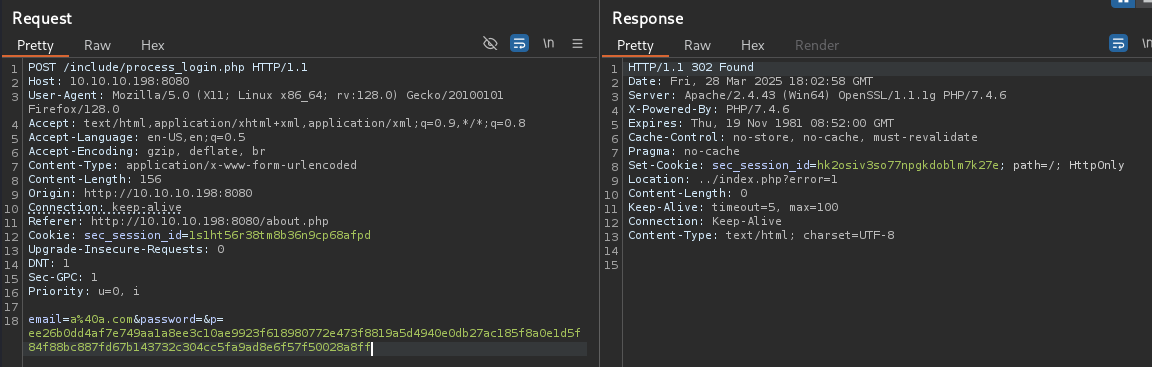 Request
Pretty Raw Hex
\n
1 POST /include/process_login.php HTTP/1.1
2 Host: 10.10.10.198:8080
3 User-Agent: Mozilla/5.0 (X11; Linux x86_64; rv:128.0) Gecko/20100101
Firefox/128.0
4 Accept: text/html,application/xhtml+xml,application/xml;q=0.9,*/*;q=0.8
5 Accept-Language: en-US,en;q=0.5
6 Accept-Encoding: gzip, deflate, br
7 Content-Type: application/x-www-form-urlencoded
8 Content-Length: 156
9 Origin: http://10.10.10.198:8080
10 Connection: keep-alive
11 Referer: http://10.10.10.198:8080/about.php
12 Cookie: sec_session_id=1s1ht56r38tm8b36n9cp68afpd
13 Upgrade-Insecure-Requests: 0
14 DNT: 1
15 Sec-GPC: 1
16 Priority: u=0, i
17
18 email=a%40a.com&password=&p=
ee26b0dd4af7e749aa1a8ee3c10ae9923f618980772e473f8819a5d4940e0db27ac185f8a0e1d5f
84f88bc887fd67b143732c304cc5fa9ad8e6f57f50028a8ff
Response
Pretty Raw Hex Render
\n
1 HTTP/1.1 302 Found
2 Date: Fri, 28 Mar 2025 18:02:58 GMT
3 Server: Apache/2.4.43 (Win64) OpenSSL/1.1.1g PHP/7.4.6
4 X-Powered-By: PHP/7.4.6
5 Expires: Thu, 19 Nov 1981 08:52:00 GMT
6 Cache-Control: no-store, no-cache, must-revalidate
7 Pragma: no-cache
8 Set-Cookie: sec_session_id=hk2osiv3so77npgkdoblm7k27e; path=/; HttpOnly
9 Location: ../index.php?error=1
10 Content-Length: 0
11 Keep-Alive: timeout=5, max=100
12 Connection: Keep-Alive
13 Content-Type: text/html; charset=UTF-8
14
15